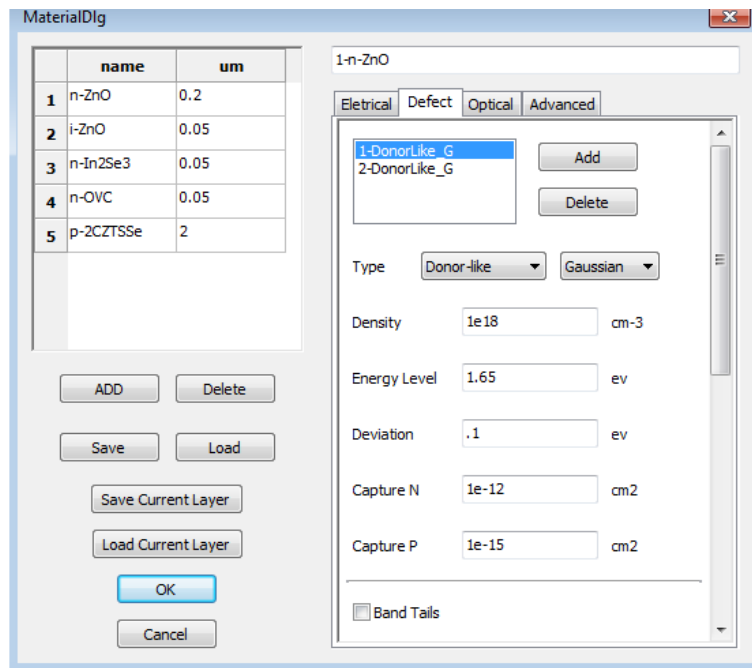 MaterialDlg
name um
1 n-ZnO 0.2
2 i-ZnO 0.05
3 n-In2Se3 0.05
4 n-OVC 0.05
5 p-2CZTSSe 2
ADD Delete
Save Load
Save Current Layer
Load Current Layer
OK
Cancel
1-n-ZnO
Eletrical Defect Optical Advanced
1-DonorLike_G
2-DonorLike_G
Add
Delete
Type Donor-like Gaussian
Density 1e18 cm-3
Energy Level 1.65 ev
Deviation .1 ev
Capture N 1e-12 cm2
Capture P 1e-15 cm2
Band Tails